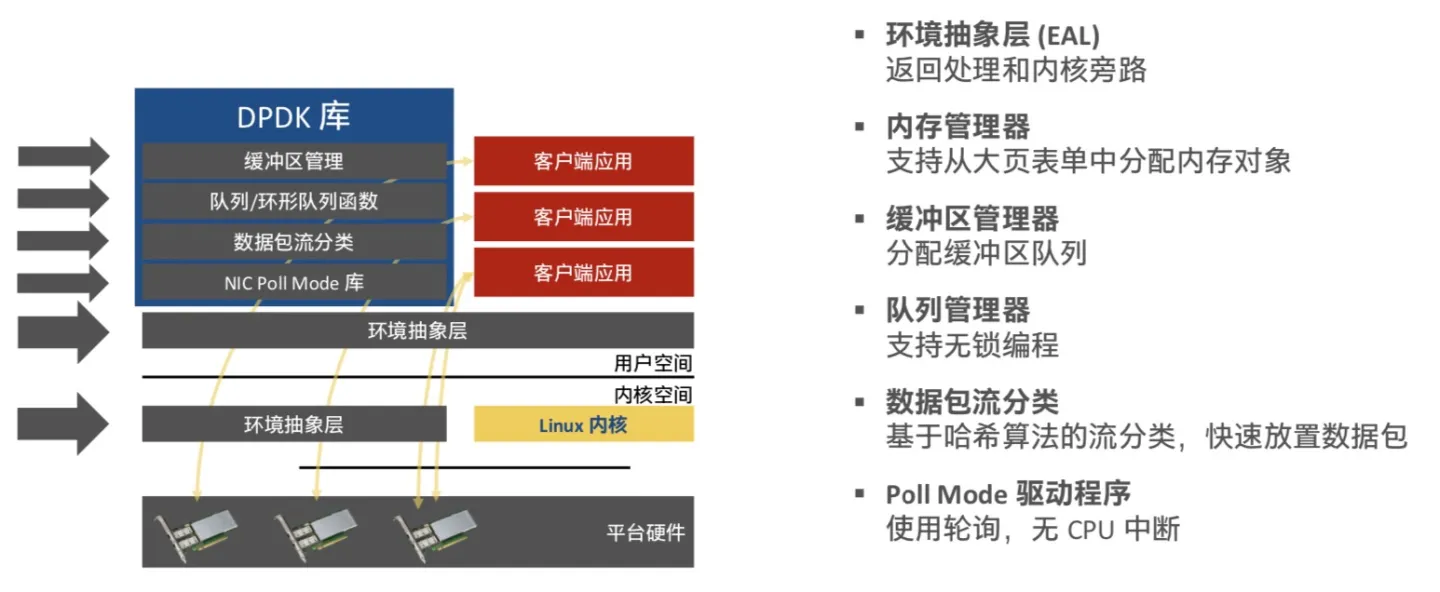 DPDK 库
缓冲区管理
队列/环形队列函数
数据包流分类
NIC Poll Mode 库
客户端应用
客户端应用
客户端应用
环境抽象层
用户空间
内核空间
环境抽象层
Linux 内核
平台硬件
▪ 环境抽象层 (EAL)
返回处理和内核旁路
▪ 内存管理器
支持从大页表单中分配内存对象
▪ 缓冲区管理器
分配缓冲区队列
▪ 队列管理器
支持无锁编程
▪ 数据包流分类
基于哈希算法的流分类，快速放置数据包
▪ Poll Mode 驱动程序
使用轮询，无 CPU 中断